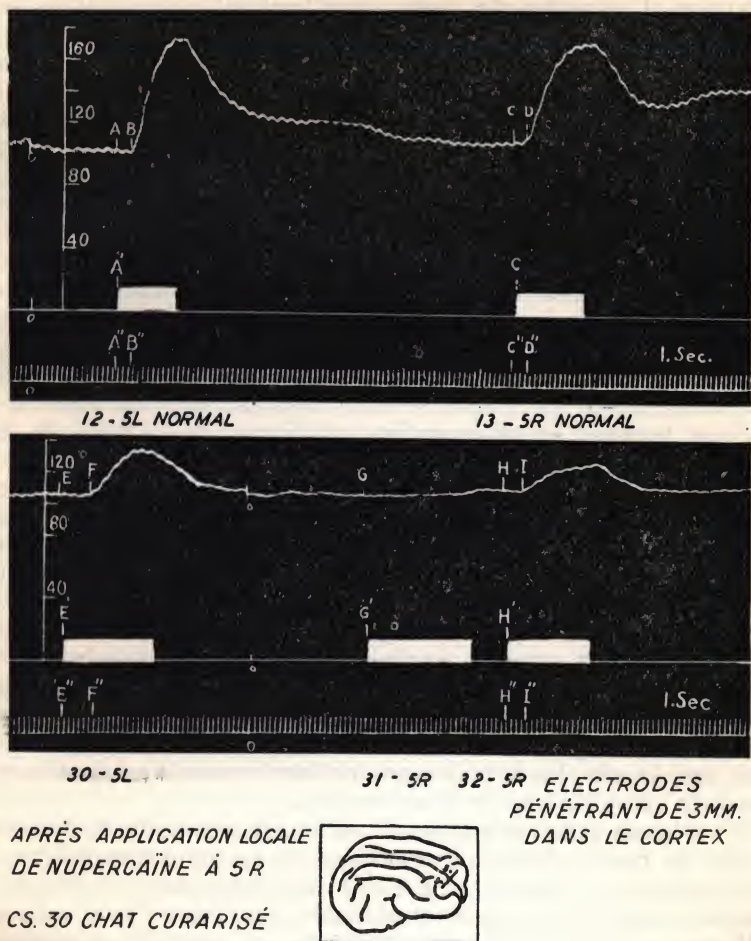 160
120
80
40
A B
C D
A'
C
o
A" B"
C" D"
1. Sec.
o
12 - 5L NORMAL 13 - 5R NORMAL
120
80
40
E F G H I
o
E G' o H'
o
E" F" H" I"
1.Sec
o
30 - 5L 31 - 5R 32 - 5R ELECTRODES
PÉNÉTRANT DE 3MM.
DANS LE CORTEX
APRÈS APPLICATION LOCALE
DE NUPERCAÏNE À 5 R
CS. 30 CHAT CURARISÉ